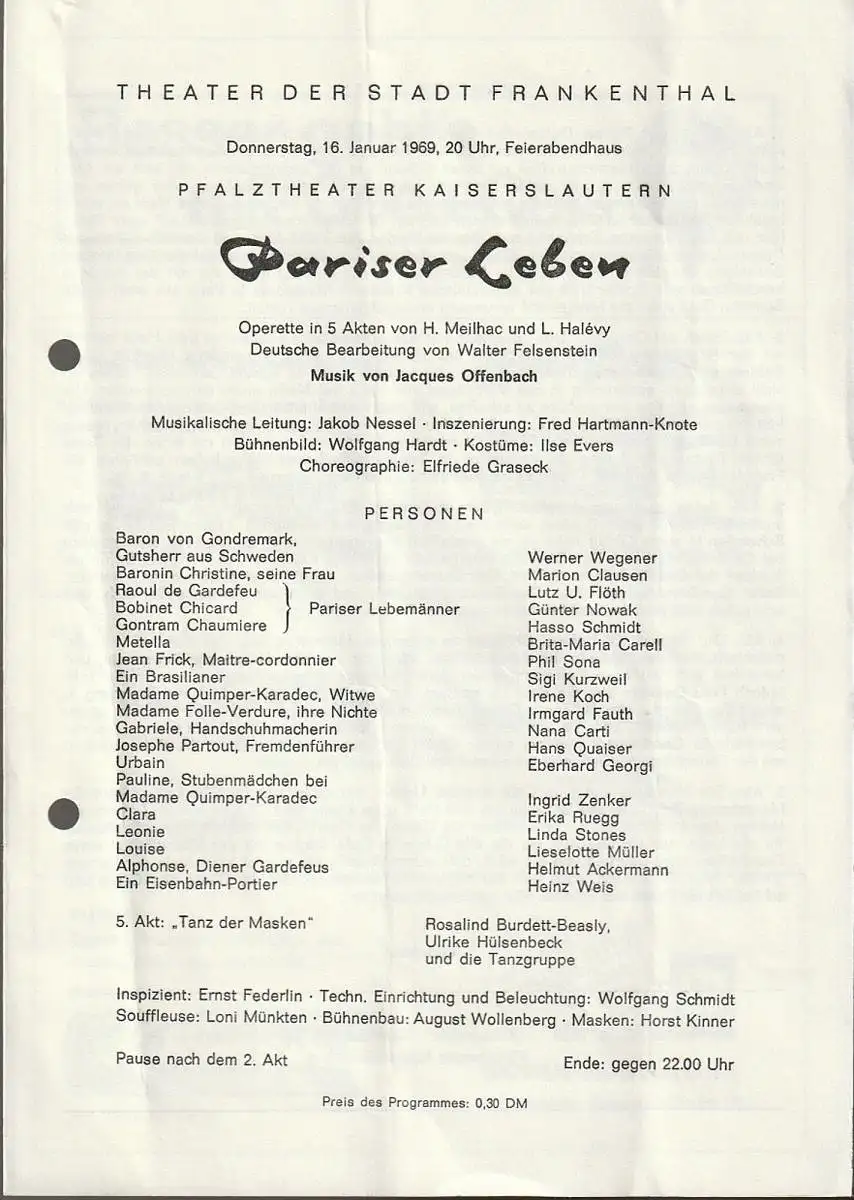 THEATER DER STADT FRANKENTHAL
Donnerstag, 16. Januar 1969, 20 Uhr, Feierabendhaus
PFALZTHEATER KAISERSLAUTERN
Pariser Leben
Operette in 5 Akten von H. Meilhac und L. Halévy
Deutsche Bearbeitung von Walter Felsenstein
Musik von Jacques Offenbach
Musikalische Leitung: Jakob Nessel · Inszenierung: Fred Hartmann-Knote
Bühnenbild: Wolfgang Hardt · Kostüme: Ilse Evers
Choreographie: Elfriede Graseck
PERSONEN
Baron von Gondremark,
Gutsherr aus Schweden Werner Wegener
Baronin Christine, seine Frau Marion Clausen
Raoul de Gardefeu Lutz U. Flöth
Bobinet Chicard } Pariser Lebemänner Günter Nowak
Gontram Chaumiere Hasso Schmidt
Metella Brita-Maria Carell
Jean Frick, Maitre-cordonnier Phil Sona
Ein Brasilianer Sigi Kurzweil
Madame Quimper-Karadec, Witwe Irene Koch
Madame Folle-Verdure, ihre Nichte Irmgard Fauth
Gabriele, Handschuhmacherin Nana Carti
Josephe Partout, Fremdenführer Hans Quaiser
Urbain Eberhard Georgi
Pauline, Stubenmädchen bei
Madame Quimper-Karadec Ingrid Zenker
Clara Erika Ruegg
Leonie Linda Stones
Louise Lieselotte Müller
Alphonse, Diener Gardefeus Helmut Ackermann
Ein Eisenbahn-Portier Heinz Weis
5. Akt: „Tanz der Masken“ Rosalind Burdett-Beasly,
Ulrike Hülsenbeck
und die Tanzgruppe
Inspizient: Ernst Federlin · Techn. Einrichtung und Beleuchtung: Wolfgang Schmidt
Souffleuse: Loni Münkten · Bühnenbau: August Wollenberg · Masken: Horst Kinner
Pause nach dem 2. Akt Ende: gegen 22.00 Uhr
Preis des Programmes: 0,30 DM